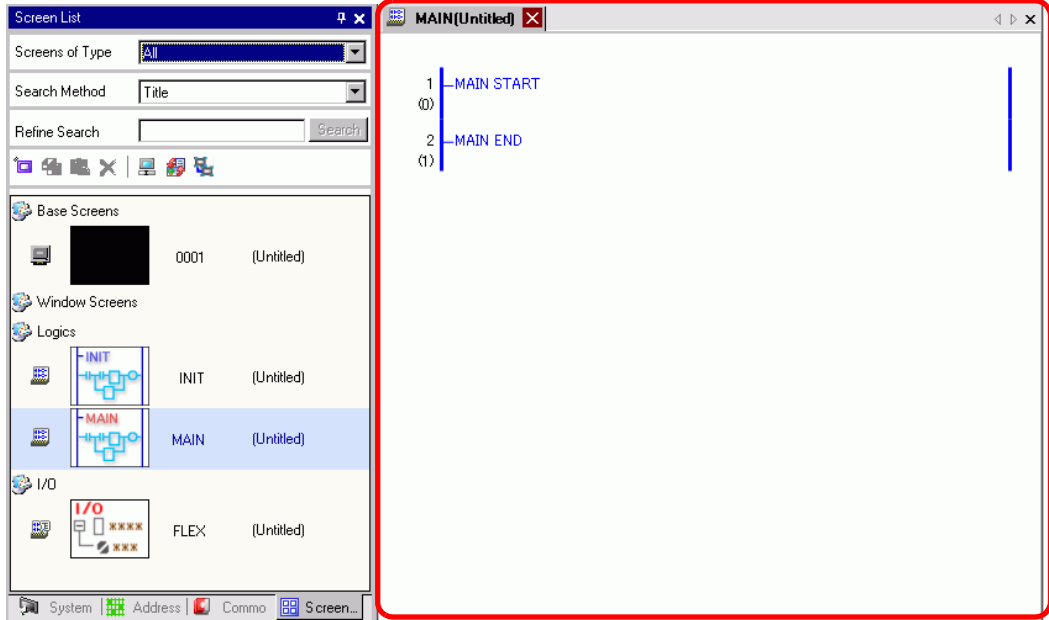 Screen List
Screens of Type All
Search Method Title
Refine Search Search
Base Screens
0001 (Untitled)
Window Screens
Logics
INIT
INIT (Untitled)
MAIN
MAIN (Untitled)
I/O
I/O
****
***
FLEX (Untitled)
System Address Commo Screen...
MAIN(Untitled)
1 MAIN START
(0)
2 MAIN END
(1)